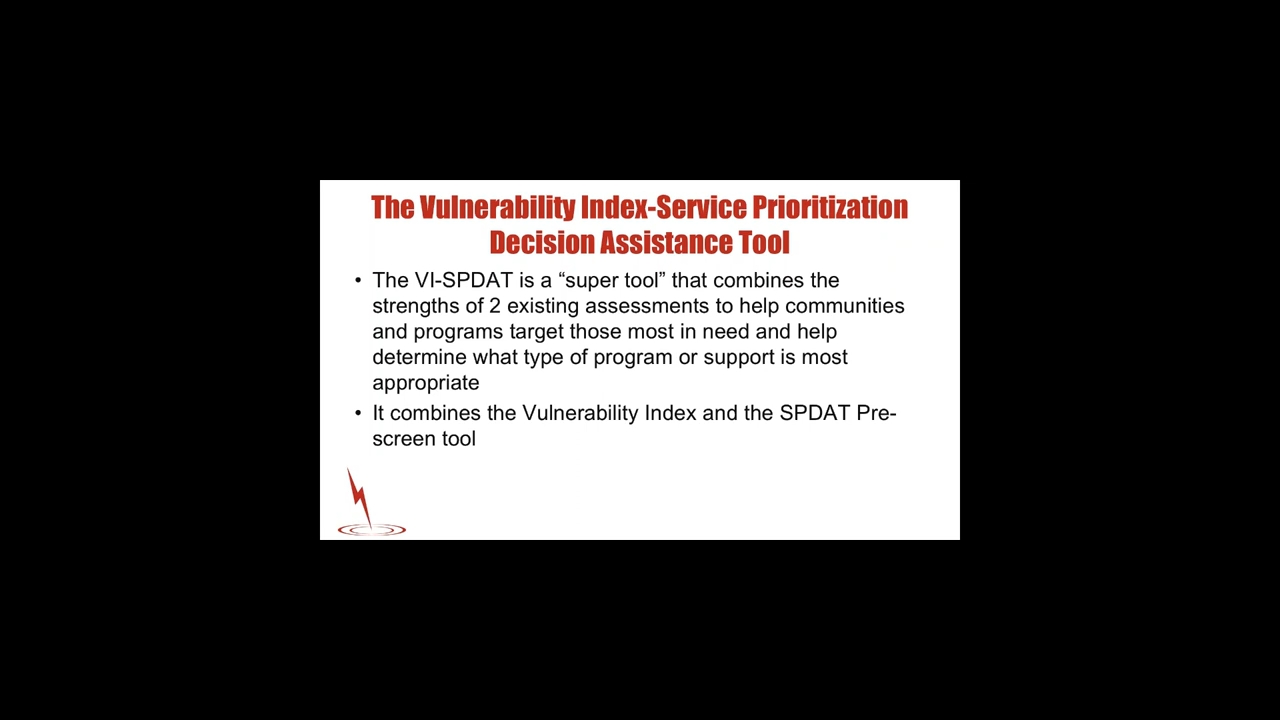 The Vulnerability Index-Service Prioritization
Decision Assistance Tool
• The VI-SPDAT is a “super tool” that combines the
strengths of 2 existing assessments to help communities
and programs target those most in need and help
determine what type of program or support is most
appropriate
• It combines the Vulnerability Index and the SPDAT Pre-
screen tool